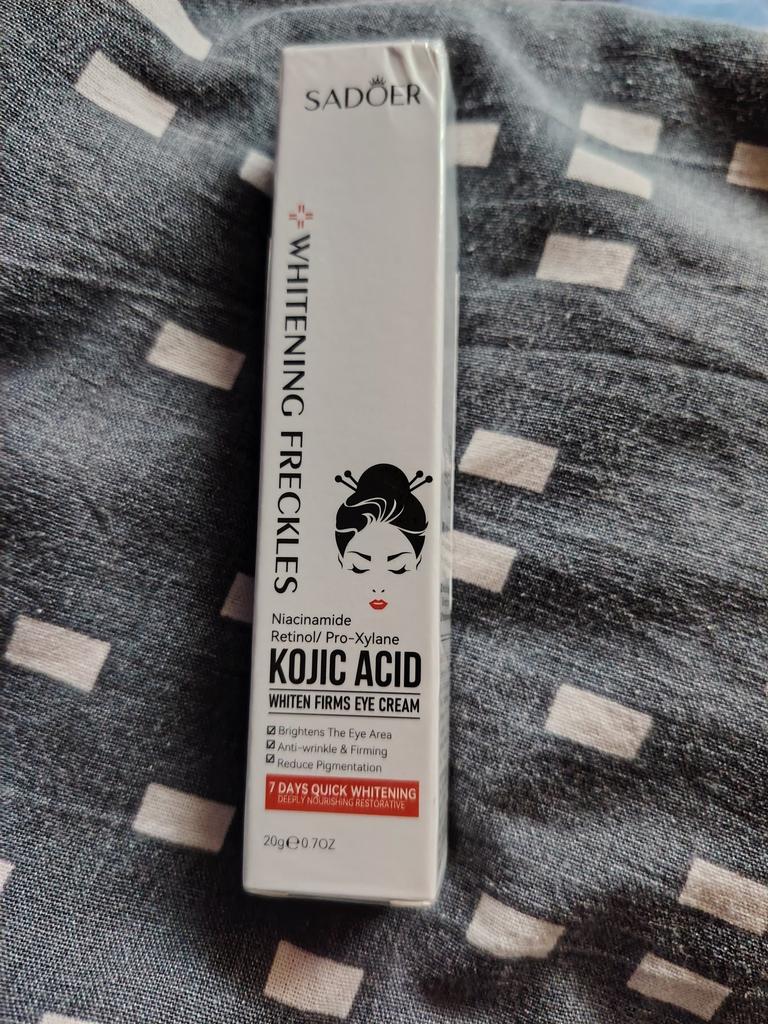 SADOER
WHITENING FRECKLES
Niacinamide
Retinol/ Pro-Xylane
KOJIC ACID
WHITEN FIRMS EYE CREAM
☑ Brightens The Eye Area
☑ Anti-wrinkle & Firming
☑ Reduce Pigmentation
7 DAYS QUICK WHITENING
DEEPLY NOURISHING RESTORATIVE
20g℮0.7OZ